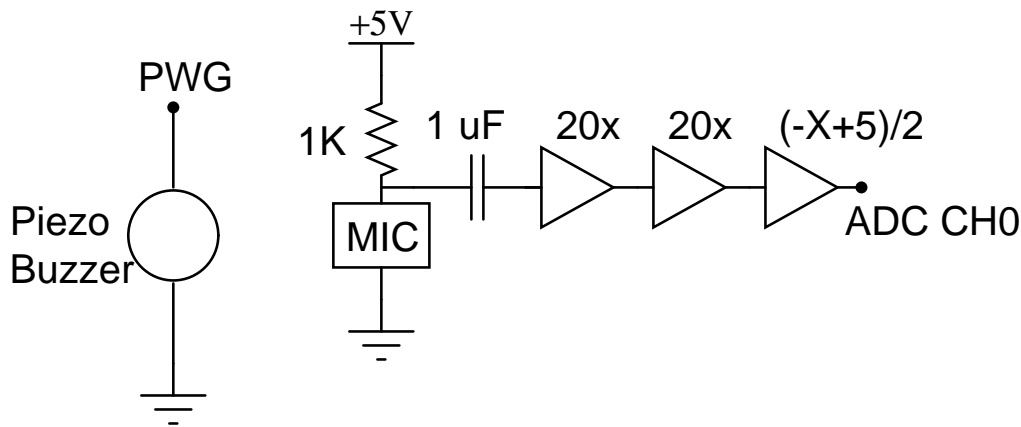 +5V
PWG
1K
1 uF
20x
20x
(-X+5)/2
Piezo
Buzzer
MIC
ADC CH0